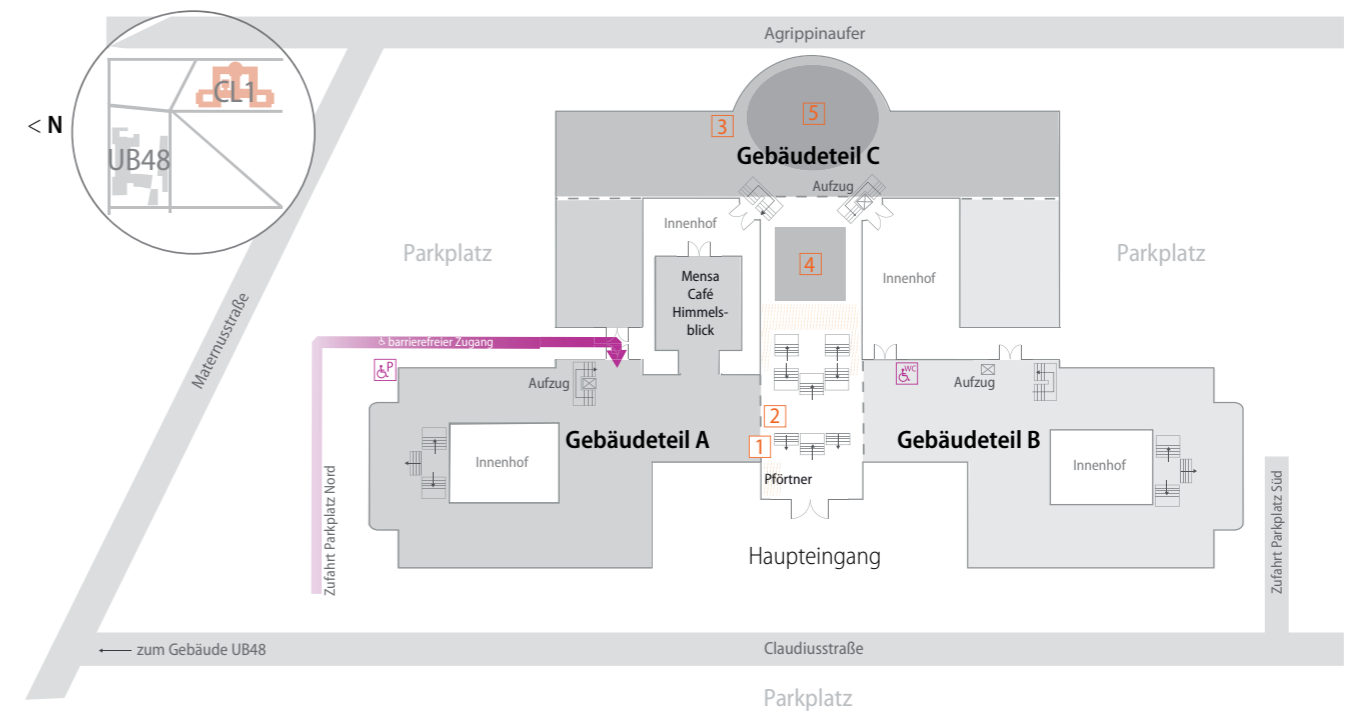 Agrippinaufer
< N
CL1
UB48
5
3
Gebäudeteil C
Aufzug
Innenhof
Parkplatz
4
Innenhof
Parkplatz
Mensa
Café
Himmels-
blick
Maternusstraße
barrierefreier Zugang
P
WC
Aufzug
Aufzug
2
1
Gebäudeteil A
Gebäudeteil B
Innenhof
Innenhof
Pförtner
Zufahrt Parkplatz Nord
Zufahrt Parkplatz Süd
Haupteingang
zum Gebäude UB48
Claudiusstraße
Parkplatz